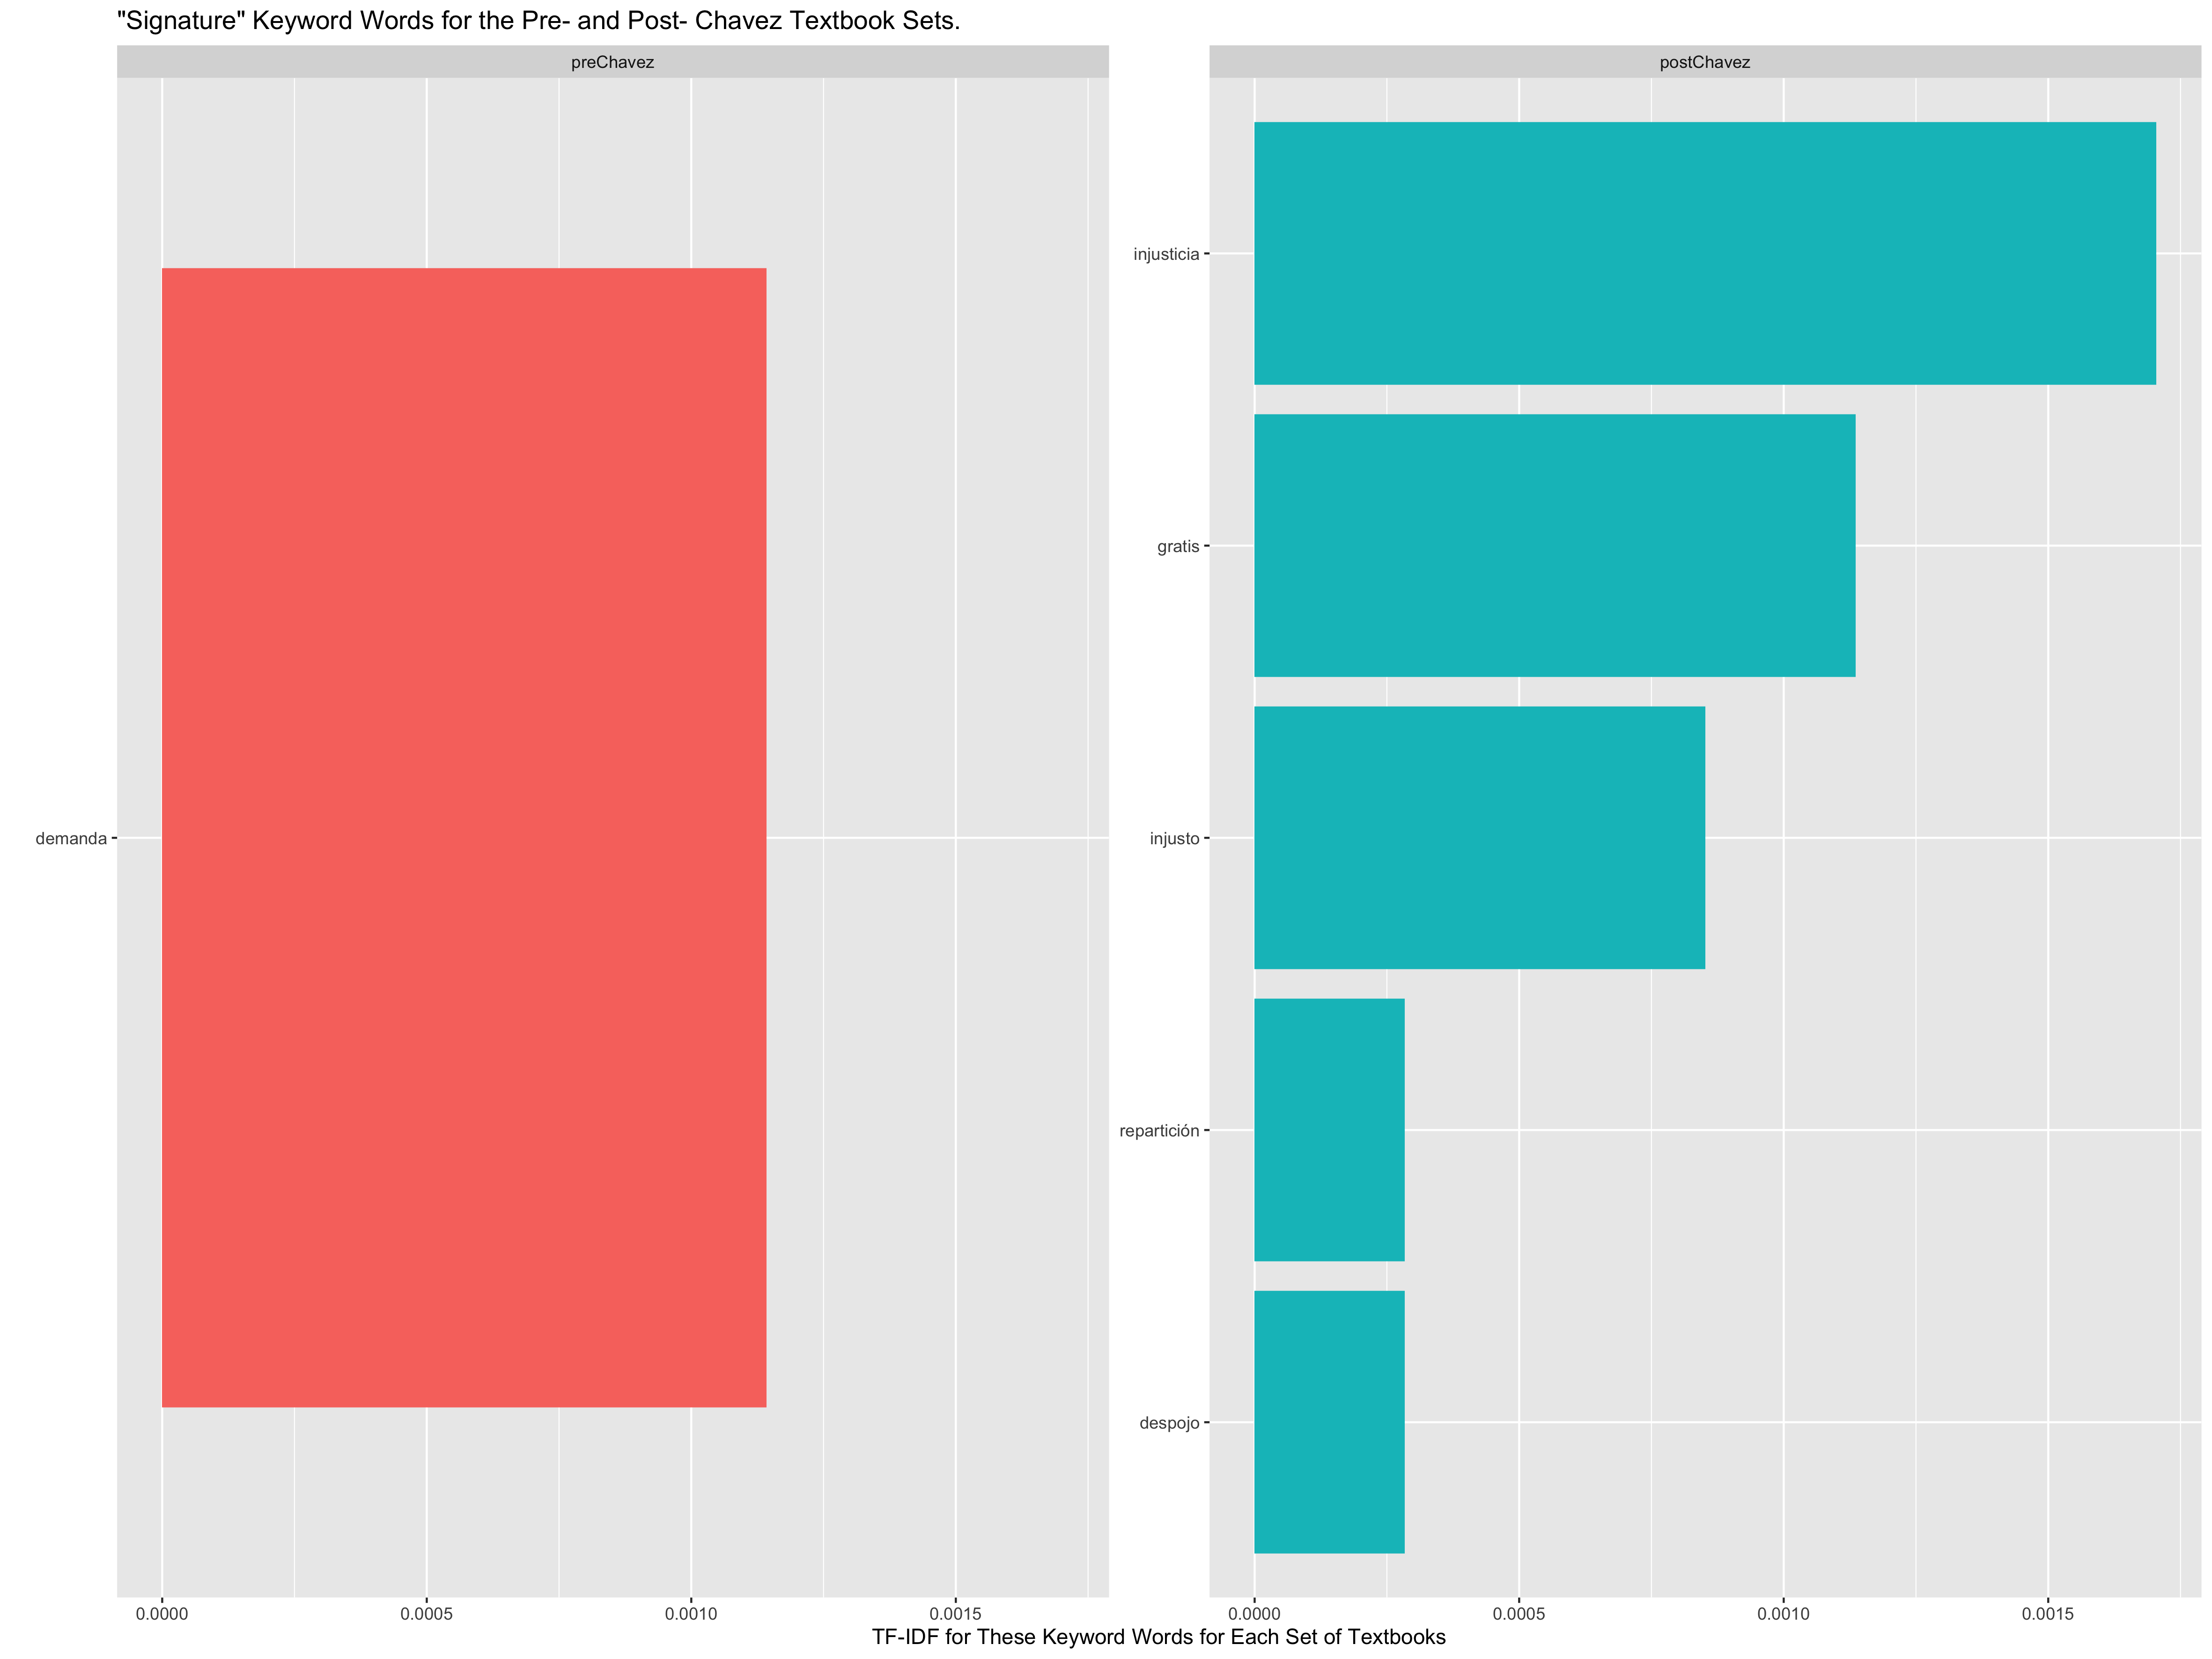 "Signature" Keyword Words for the Pre- and Post- Chavez Textbook Sets.
preChavez
demanda
0.0000 0.0005 0.0010 0.0015
postChavez
injusticia
gratis
injusto
repartición
despojo
0.0000 0.0005 0.0010 0.0015
TF-IDF for These Keyword Words for Each Set of Textbooks